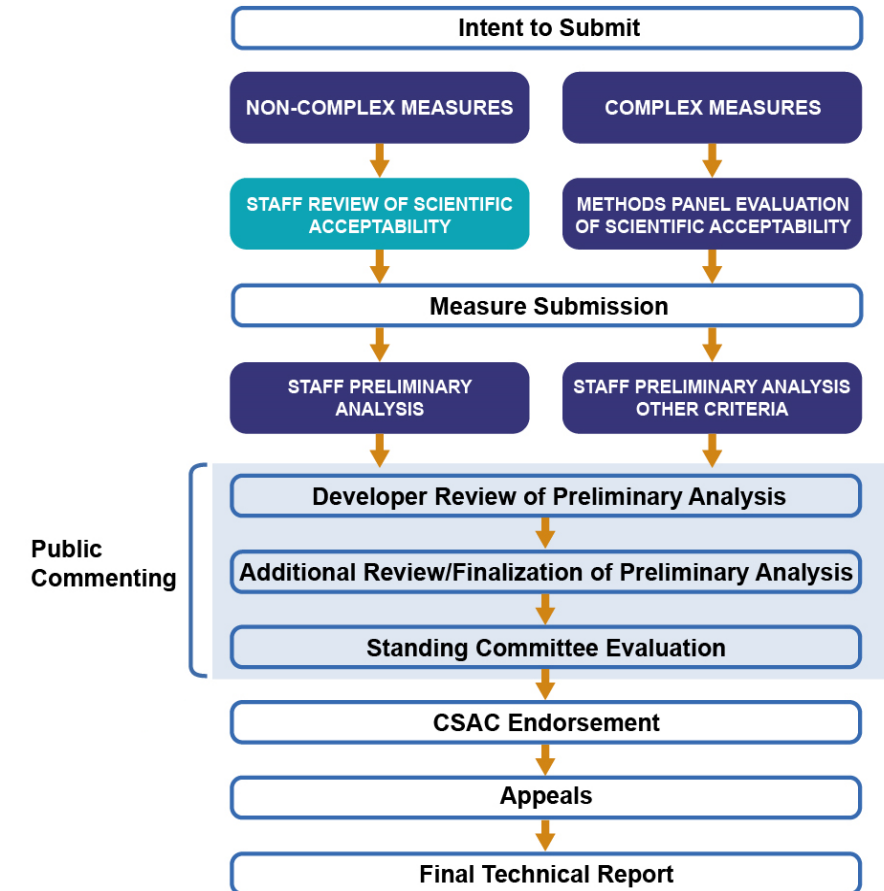 Intent to Submit
NON-COMPLEX MEASURES
COMPLEX MEASURES
STAFF REVIEW OF SCIENTIFIC
ACCEPTABILITY
METHODS PANEL EVALUATION
OF SCIENTIFIC ACCEPTABILITY
Measure Submission
STAFF PRELIMINARY
ANALYSIS
STAFF PRELIMINARY ANALYSIS
OTHER CRITERIA
Public
Commenting
Developer Review of Preliminary Analysis
Additional Review/Finalization of Preliminary Analysis
Standing Committee Evaluation
CSAC Endorsement
Appeals
Final Technical Report